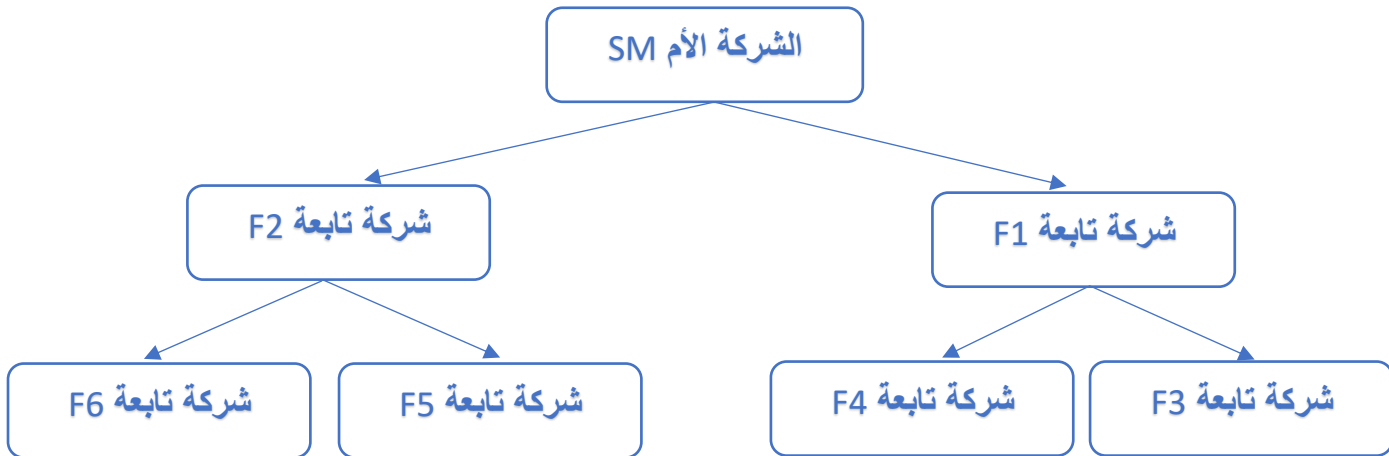 الشركة الأم SM
شركة تابعة F1
شركة تابعة F2
شركة تابعة F3
شركة تابعة F4
شركة تابعة F5
شركة تابعة F6